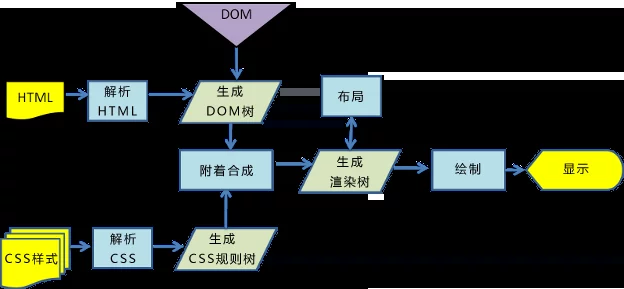 DOM
HTML
解析
HTML
生成
DOM树
布局
附着合成
生成
渲染树
绘制
显示
CSS样式
解析
CSS
生成
CSS规则树